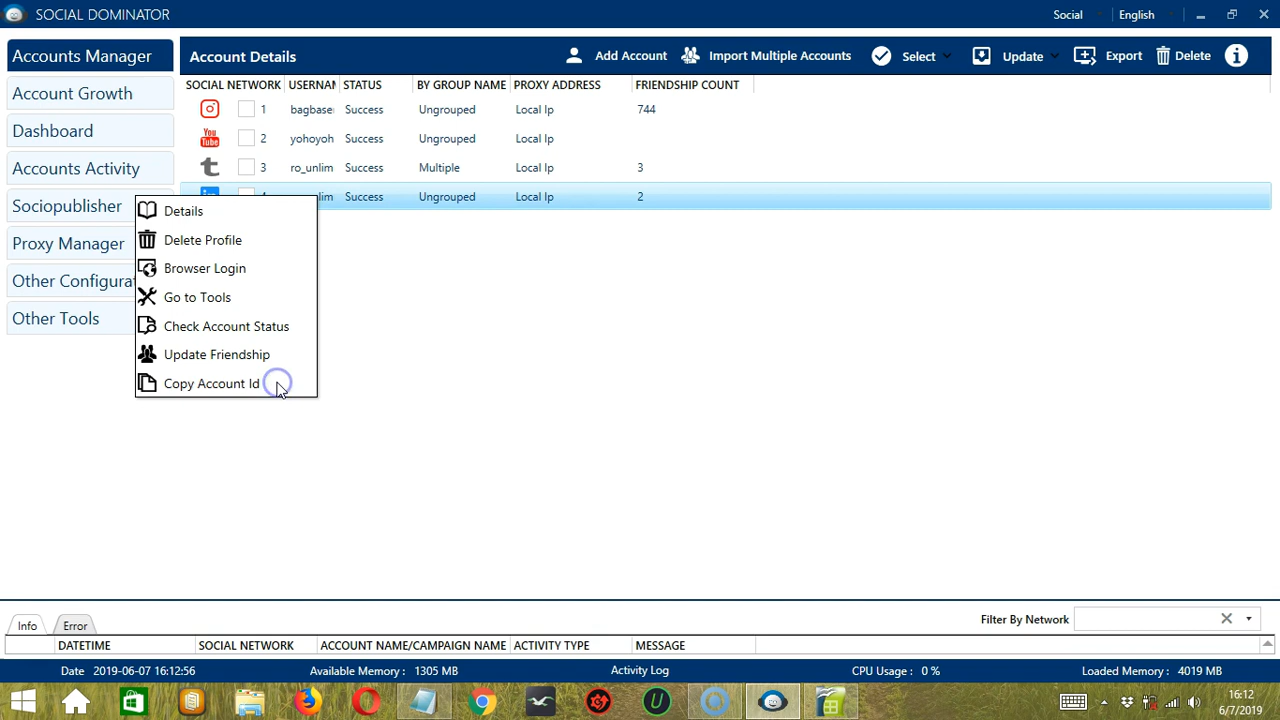 SOCIAL DOMINATOR
Social
English
Accounts Manager
Account Growth
Dashboard
Accounts Activity
Sociopublisher
Proxy Manager
Other Configurat
Other Tools
Account Details
Add Account
Import Multiple Accounts
Select
Update
Export
Delete
SOCIAL NETWORK USERNAM STATUS BY GROUP NAME PROXY ADDRESS FRIENDSHIP COUNT
1 bagbase Success Ungrouped Local Ip 744
You Tube 2 yohoyoh Success Ungrouped Local Ip
3 ro_unlim Success Multiple Local Ip 3
unlim Success Ungrouped Local Ip 2
Details
Delete Profile
Browser Login
Go to Tools
Check Account Status
Update Friendship
Copy Account Id
Info
Error
Filter By Network
DATETIME SOCIAL NETWORK ACCOUNT NAME/CAMPAIGN NAME ACTIVITY TYPE MESSAGE
Date 2019-06-07 16:12:56
Available Memory : 1305 MB
Activity Log
CPU Usage : 0 %
Loaded Memory : 4019 MB
16:12
6/7/2019